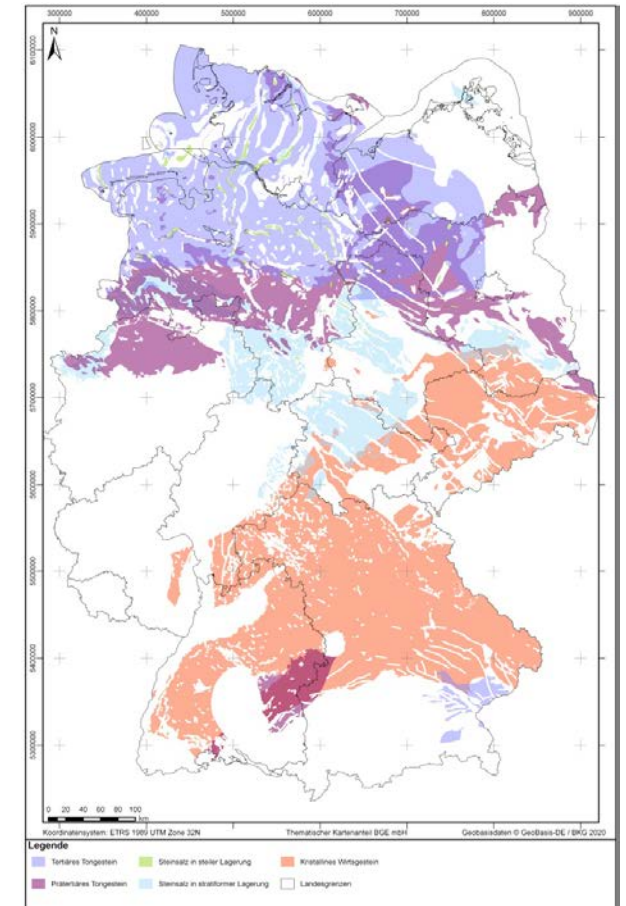 300000 400000 500000 600000 700000 800000 900000
N
6100000
6000000
5900000
5800000
5700000
5600000
5500000
5400000
5300000
0 20 40 60 80 100
km
Koordinatensystem: ETRS 1989 UTM Zone 32N Thematischer Kartenanteil BGE mbH Geobasisdaten © GeoBasis-DE / BKG 2020
Legende
Tertiäres Tongestein Steinsalz in steiler Lagerung Kristallines Wirtsgestein
Prätertiäres Tongestein Steinsalz in stratiformer Lagerung Landesgrenzen